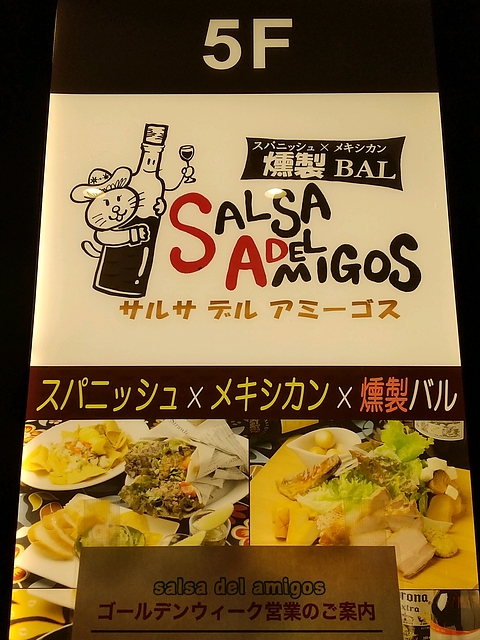 5F
スパニッシュ × メキシカン
燻製 BAL
SALSA
DEL
AMIGOS
サルサ デル アミーゴス
スパニッシュ×メキシカン×燻製バル
salsa del amigos
ゴールデンウィーク営業のご案内
Corona
Extra